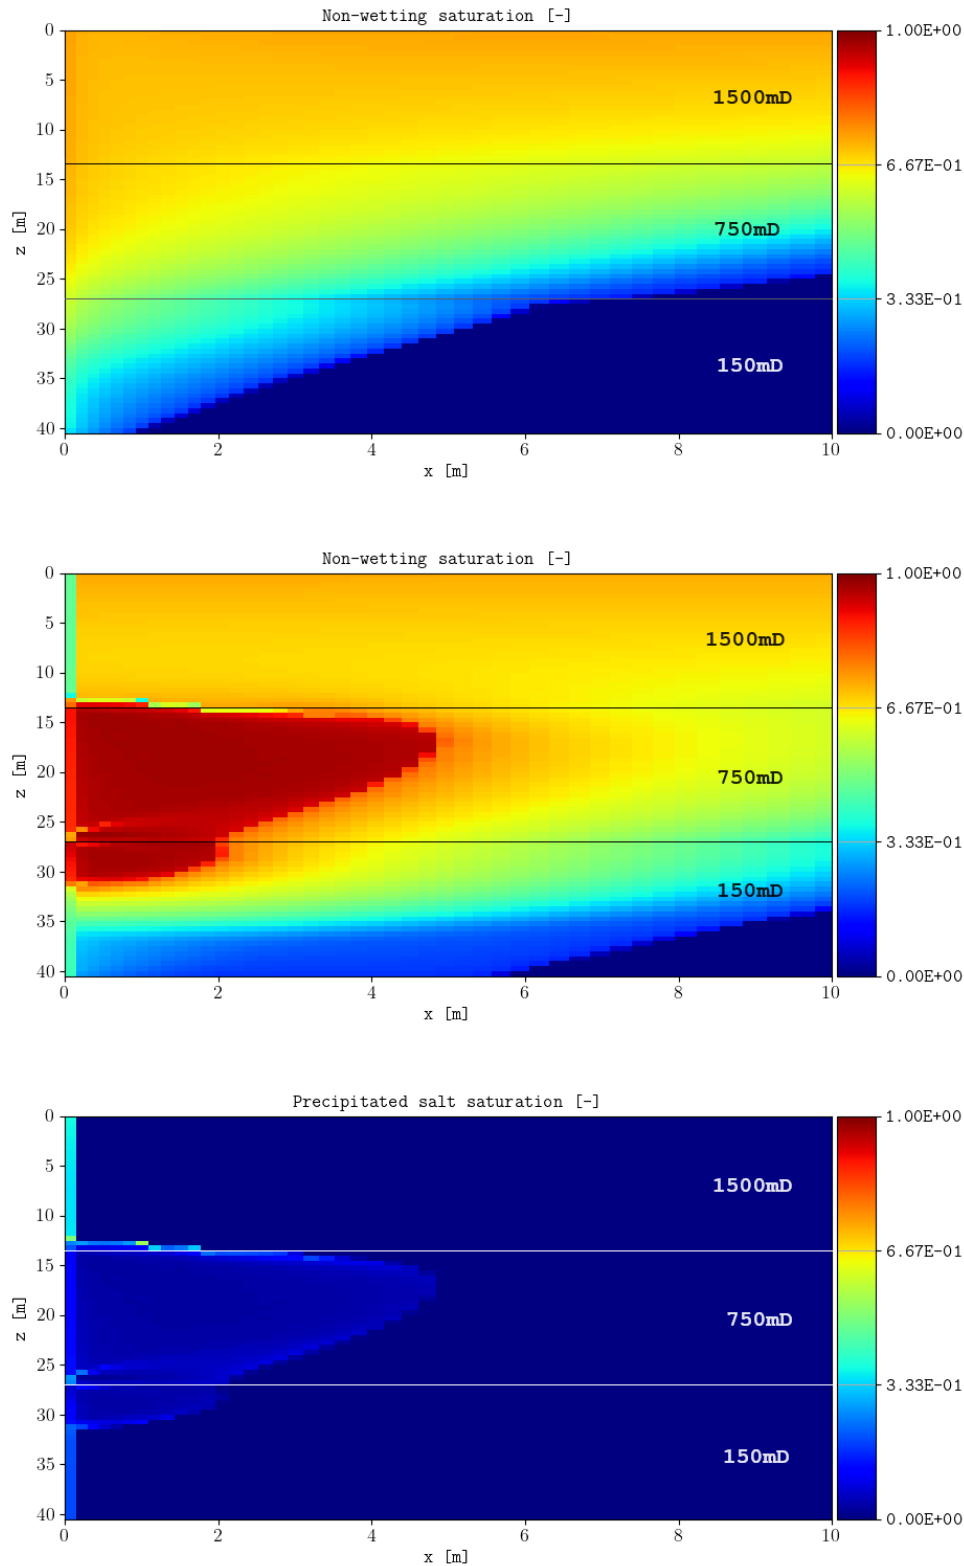 Non-wetting saturation [-]
0
5
10
15
20
25
30
35
40
z [m]
1500mD
750mD
150mD
1.00E+00
6.67E-01
3.33E-01
0.00E+00
0 2 4 6 8 10
x [m]
Non-wetting saturation [-]
0
5
10
15
20
25
30
35
40
z [m]
1500mD
750mD
150mD
1.00E+00
6.67E-01
3.33E-01
0.00E+00
0 2 4 6 8 10
x [m]
Precipitated salt saturation [-]
0
5
10
15
20
25
30
35
40
z [m]
1500mD
750mD
150mD
1.00E+00
6.67E-01
3.33E-01
0.00E+00
0 2 4 6 8 10
x [m]